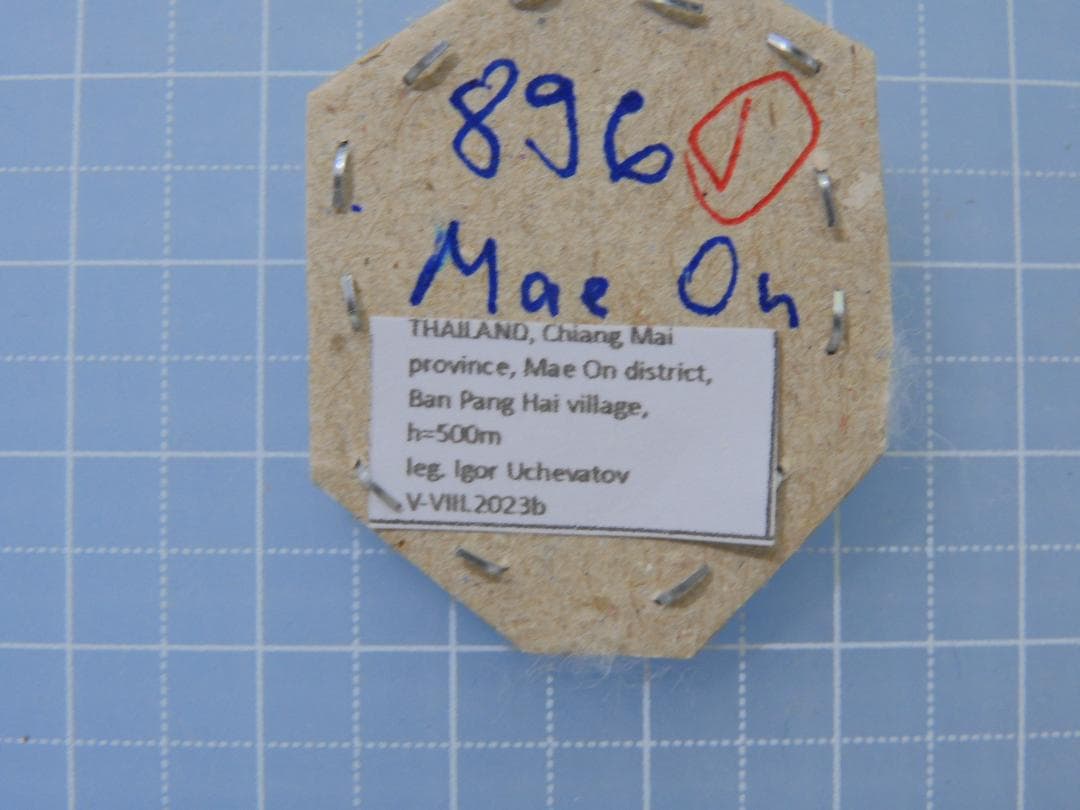 896 ✓
Mae On
THAILAND, Chiang Mai
province, Mae On district,
Ban Pang Hai village,
h=500m
leg. Igor Uchevatov
V-VIII.2023b